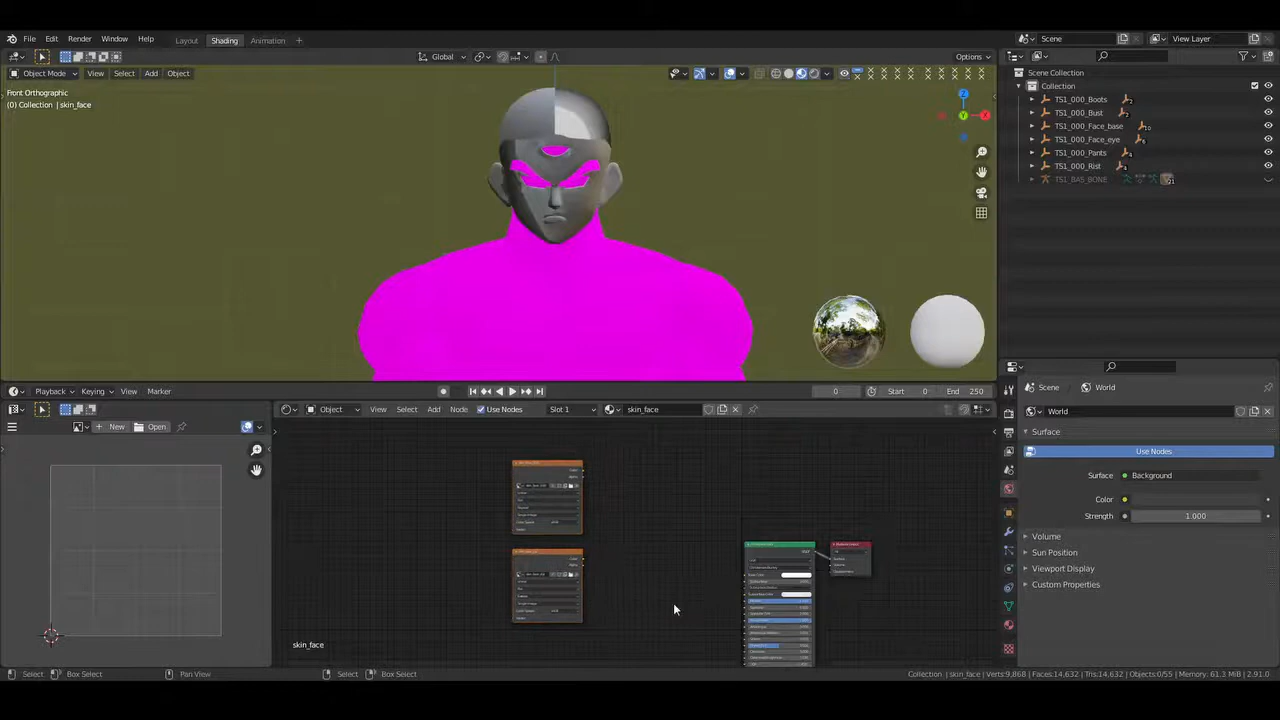 File Edit Render Window Help
Layout Shading Animation
Scene
View Layer
Global
Options
Object Mode View Select Add Object
Front Orthographic
(0) Collection | skin_face
Scene Collection
Collection
TS1_000_Boots
TS1_000_Bust
TS1_000_Face_base
TS1_000_Face_eye
TS1_000_Pants
TS1_000_Rist
TS1_BAS_BONE
Playback Keying View Marker
0
Start 0
End 250
Scene World
New Open
Object View Select Add Node Use Nodes Slot 1 skin_face
World
Surface
Use Nodes
Surface Background
Color
Strength 1.000
Volume
Sun Position
Viewport Display
Custom Properties
skin_face
Select Box Select Pan View Select Box Select
Collection | skin_face | Verts:9,868 | Faces:14,632 | Tris:14,632 | Objects:0/55 | Memory: 61.3 MiB | 2.91.0